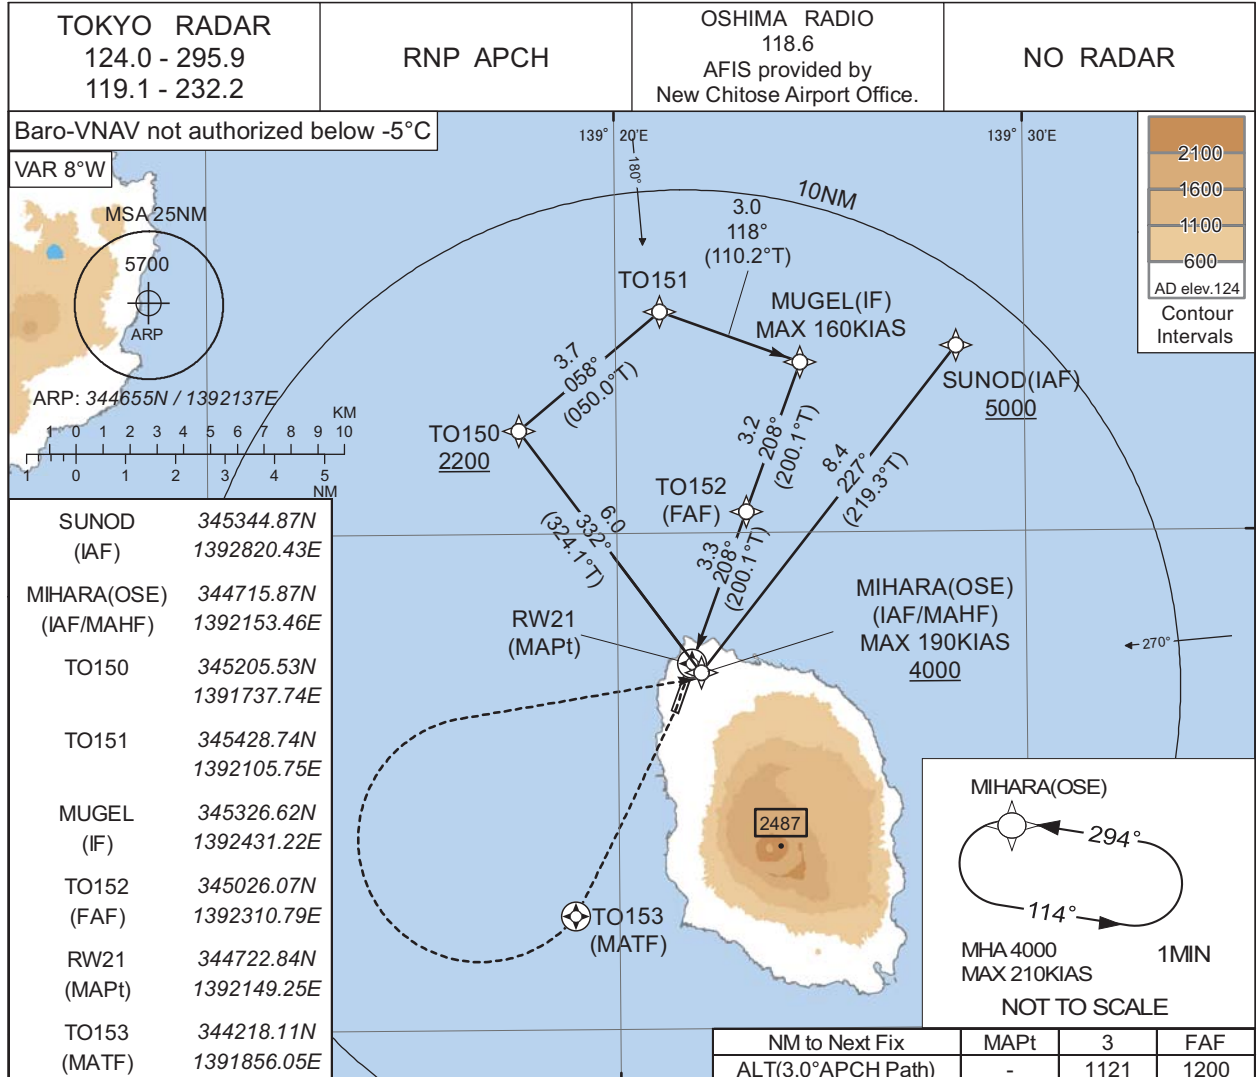 TOKYO RADAR
124.0 - 295.9
119.1 - 232.2
RNP APCH
OSHIMA RADIO
118.6
AFIS provided by
New Chitose Airport Office.
NO RADAR
Baro-VNAV not authorized below -5°C
VAR 8°W
139° 20'E
139° 30'E
180°
10NM
2100
1600
1100
600
AD elev.124
Contour
Intervals
MSA 25NM
5700
ARP
ARP: 344655N / 1392137E
KM
1 0 1 2 3 4 5 6 7 8 9 10
1 0 1 2 3 4 5
NM
3.0
118°
(110.2°T)
TO151
MUGEL(IF)
MAX 160KIAS
SUNOD(IAF)
5000
3.7
058°
(050.0°T)
TO150
2200
3.2
208°
(200.1°T)
8.4
227°
(219.3°T)
TO152
(FAF)
6.0
332°
(324.1°T)
3.3
208°
(200.1°T)
RW21
(MAPt)
MIHARA(OSE)
(IAF/MAHF)
MAX 190KIAS
4000
270°
2487
TO153
(MATF)
SUNOD 345344.87N
(IAF) 1392820.43E
MIHARA(OSE) 344715.87N
(IAF/MAHF) 1392153.46E
TO150 345205.53N
1391737.74E
TO151 345428.74N
1392105.75E
MUGEL 345326.62N
(IF) 1392431.22E
TO152 345026.07N
(FAF) 1392310.79E
RW21 344722.84N
(MAPt) 1392149.25E
TO153 344218.11N
(MATF) 1391856.05E
MIHARA(OSE)
294°
114°
MHA 4000
MAX 210KIAS
1MIN
NOT TO SCALE
NM to Next Fix MAPt 3 FAF
ALT(3.0°APCH Path) - 1121 1200